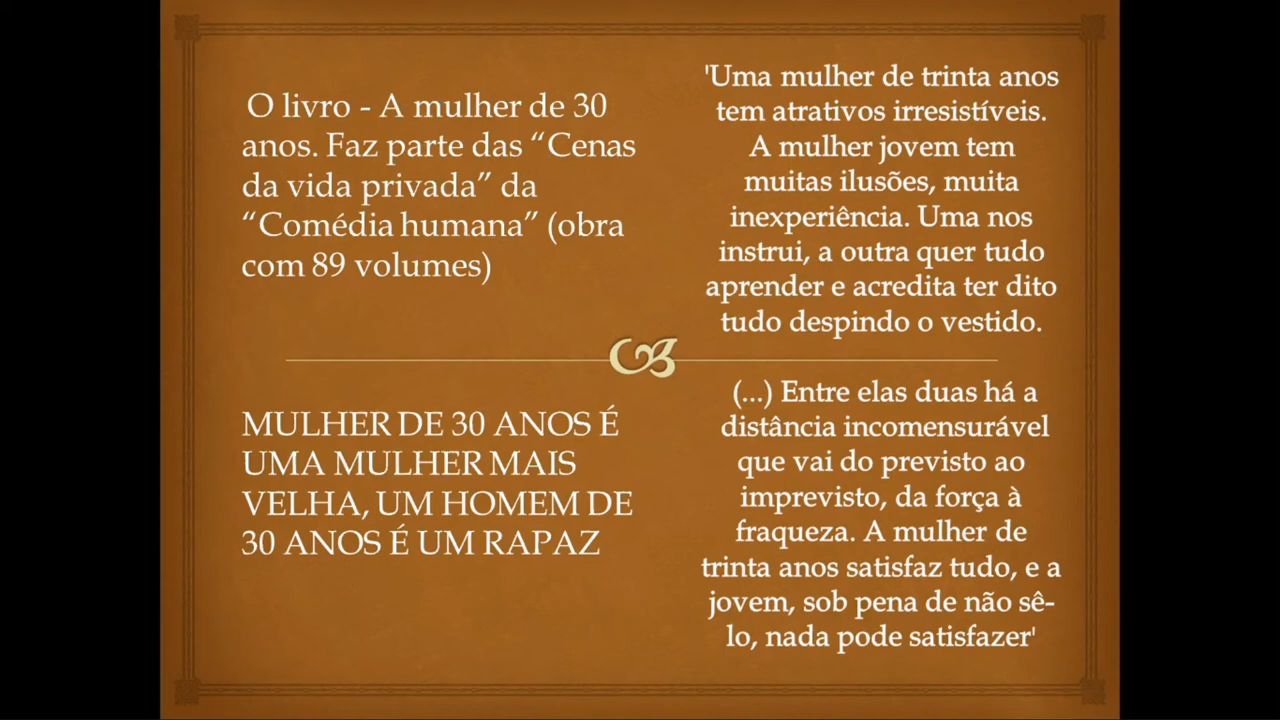 O livro - A mulher de 30
anos. Faz parte das “Cenas
da vida privada” da
“Comédia humana” (obra
com 89 volumes)
MULHER DE 30 ANOS É
UMA MULHER MAIS
VELHA, UM HOMEM DE
30 ANOS É UM RAPAZ
'Uma mulher de trinta anos
tem atrativos irresistíveis.
A mulher jovem tem
muitas ilusões, muita
inexperiência. Uma nos
instrui, a outra quer tudo
aprender e acredita ter dito
tudo despindo o vestido.
(...) Entre elas duas há a
distância incomensurável
que vai do previsto ao
imprevisto, da força à
fraqueza. A mulher de
trinta anos satisfaz tudo, e a
jovem, sob pena de não sê-
lo, nada pode satisfazer'